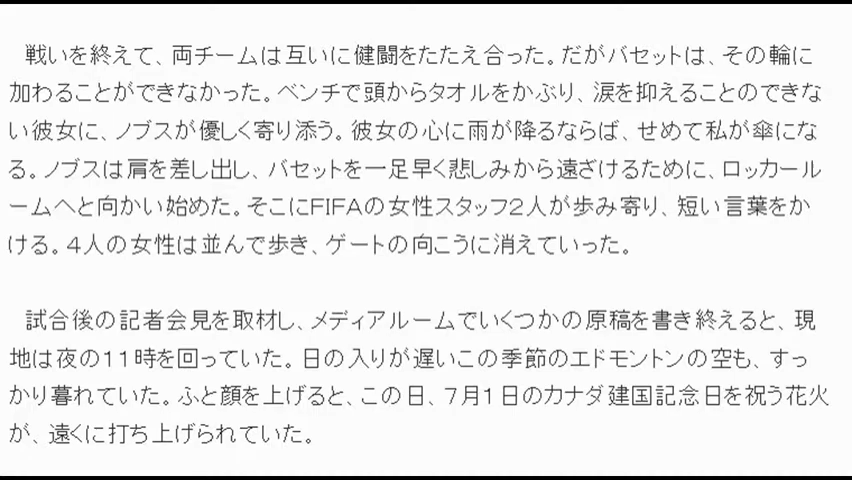 戦いを終えて、両チームは互いに健闘をたたえ合った。だがバセットは、その輪に
加わることができなかった。ベンチで頭からタオルをかぶり、涙を抑えることのできな
い彼女に、ノブスが優しく寄り添う。彼女の心に雨が降るならば、せめて私が傘にな
る。ノブスは肩を差し出し、バセットを一足早く悲しみから遠ざけるために、ロッカール
ームへと向かい始めた。そこにFIFAの女性スタッフ2人が歩み寄り、短い言葉をか
ける。4人の女性は並んで歩き、ゲートの向こうに消えていった。
試合後の記者会見を取材し、メディアルームでいくつかの原稿を書き終えると、現
地は夜の11時を回っていた。日の入りが遅いこの季節のエドモントンの空も、すっ
かり暮れていた。ふと顔を上げると、この日、7月1日のカナダ建国記念日を祝う花火
が、遠くに打ち上げられていた。